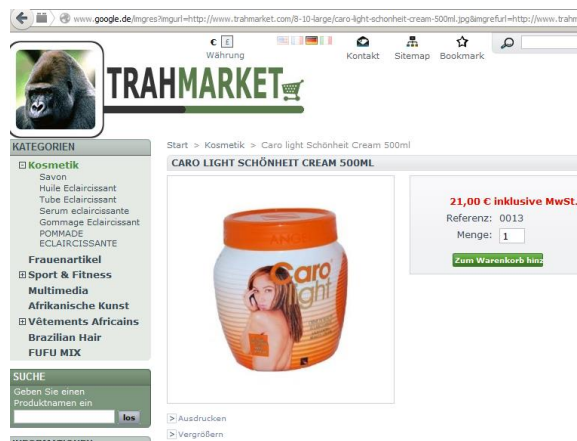 www.google.de/imgres?imgurl=http://www.trahmarket.com/8-10-large/caro-light-schonheit-cream-500ml.jpg&imgrefurl=http://www.trahm
€ £
Währung
Kontakt Sitemap Bookmark
TRAHMARKET
KATEGORIEN
Kosmetik
Savon
Huile Eclaircissant
Tube Eclaircissant
Serum eclaircissante
Gommage Eclaircissant
POMMADE
ECLAIRCISSANTE
Frauenartikel
Sport & Fitness
Multimedia
Afrikanische Kunst
Vêtements Africains
Brazilian Hair
FUFU MIX
SUCHE
Geben Sie einen
Produktnamen ein
los
Start > Kosmetik > Caro light Schönheit Cream 500ml
CARO LIGHT SCHÖNHEIT CREAM 500ML
Caro
light
21,00 € inklusive MwSt.
Referenz: 0013
Menge: 1
Zum Warenkorb hinz
> Ausdrucken
> Vergrößern